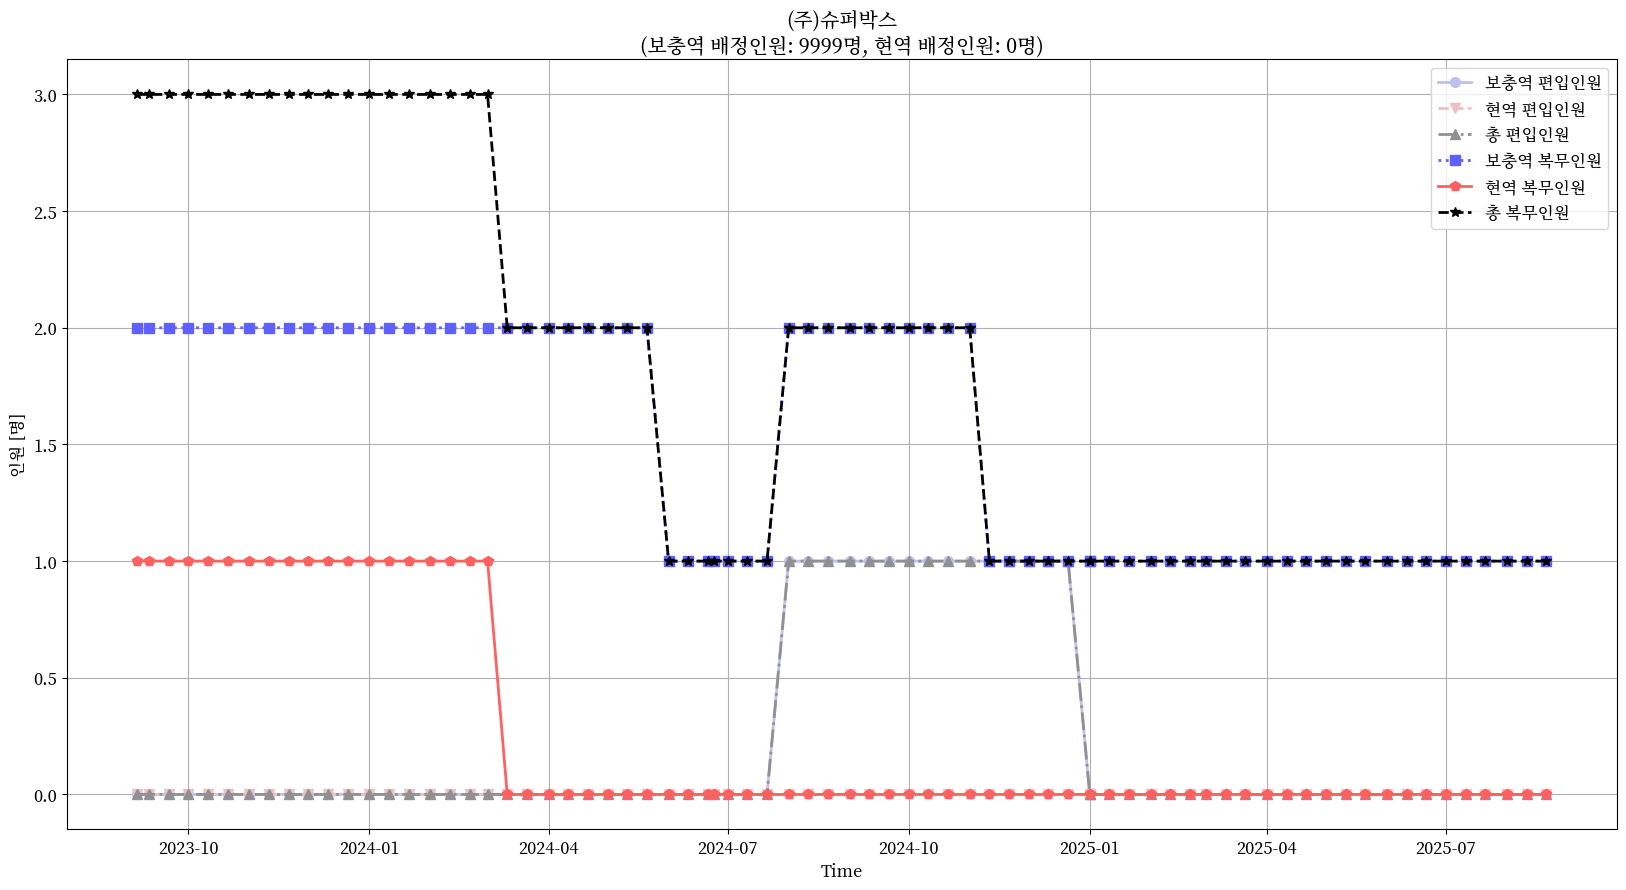 (주)슈퍼박스
(보충역 배정인원: 9999명, 현역 배정인원: 0명)
보충역 편입인원
현역 편입인원
총 편입인원
보충역 복무인원
현역 복무인원
총 복무인원
인원 [명]
3.0
2.5
2.0
1.5
1.0
0.5
0.0
2023-10
2024-01
2024-04
2024-07
2024-10
2025-01
2025-04
2025-07
Time